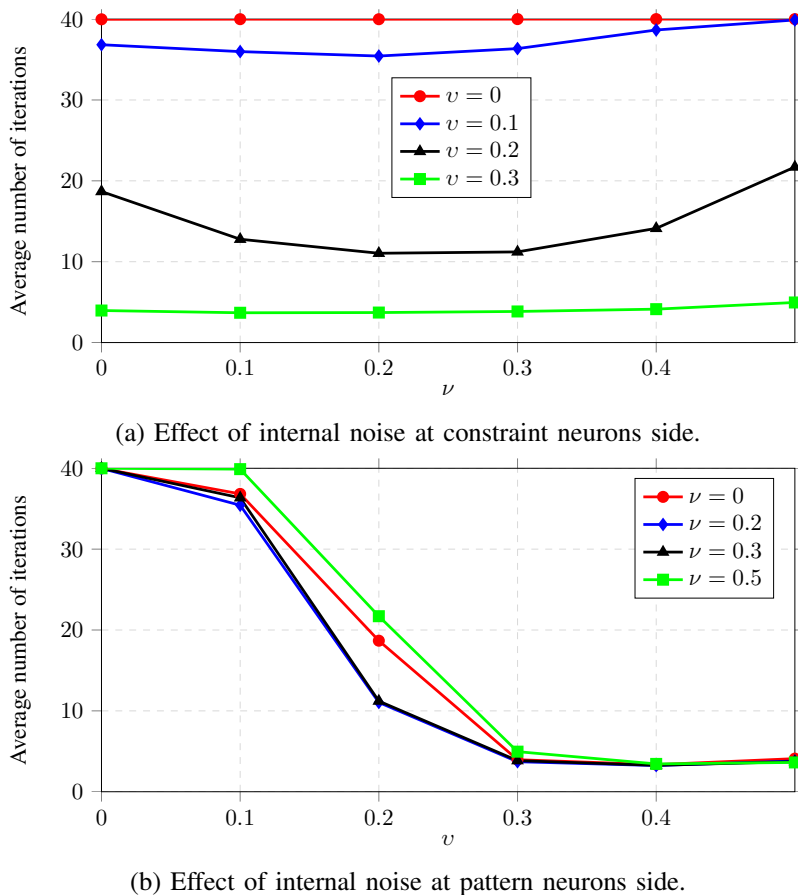 40
30
20
10
0
Average number of iterations
υ = 0
υ = 0.1
υ = 0.2
υ = 0.3
0 0.1 0.2 0.3 0.4
ν
(a) Effect of internal noise at constraint neurons side.
40
30
20
10
0
Average number of iterations
ν = 0
ν = 0.2
ν = 0.3
ν = 0.5
0 0.1 0.2 0.3 0.4
υ
(b) Effect of internal noise at pattern neurons side.